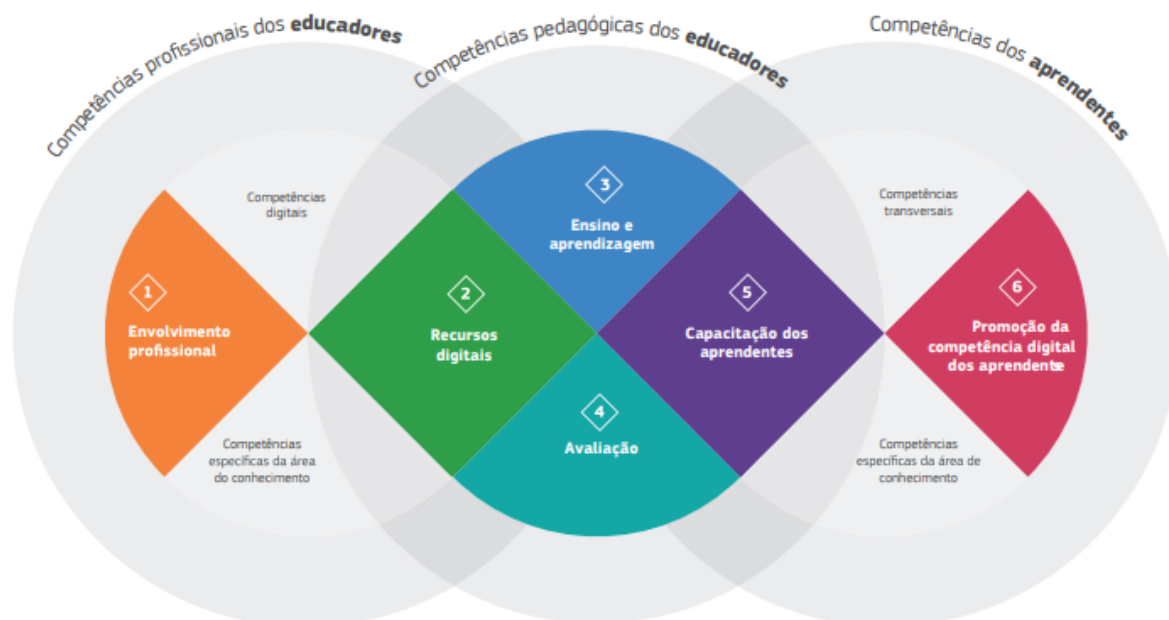 Competências profissionais dos educadores
Competências pedagógicas dos educadores
Competências dos aprendentes
Competências
digitais
Competências
transversais
1
Envolvimento
profissional
2
Recursos
digitais
3
Ensino e
aprendizagem
4
Avaliação
5
Capacitação dos
aprendentes
6
Promoção da
competência digital
dos aprendente
Competências
específicas da área
do conhecimento
Competências
específicas da área de
conhecimento